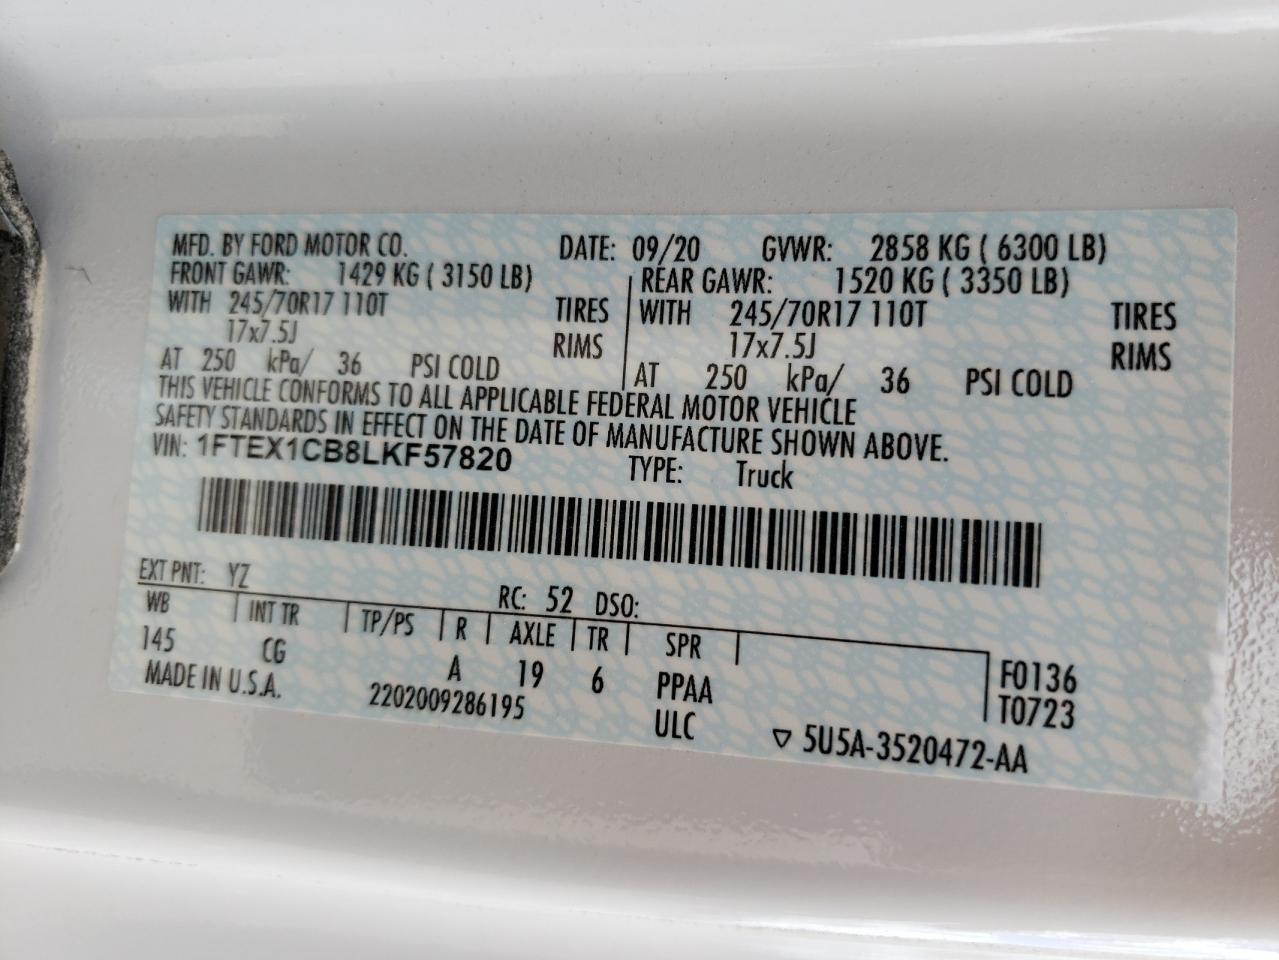 MFD. BY FORD MOTOR CO. DATE: 09/20 GVWR: 2858 KG ( 6300 LB)
FRONT GAWR: 1429 KG ( 3150 LB) REAR GAWR: 1520 KG ( 3350 LB)
WITH 245/70R17 110T TIRES WITH 245/70R17 110T TIRES
17x7.5J RIMS 17x7.5J RIMS
AT 250 kPa/ 36 PSI COLD AT 250 kPa/ 36 PSI COLD
THIS VEHICLE CONFORMS TO ALL APPLICABLE FEDERAL MOTOR VEHICLE
SAFETY STANDARDS IN EFFECT ON THE DATE OF MANUFACTURE SHOWN ABOVE.
VIN: 1FTEX1CB8LKF57820 TYPE: Truck
EXT PNT: YZ RC: 52 DSO:
WB INT TR TP/PS R AXLE TR SPR
145 CG A 19 6 PPAA F0136
MADE IN U.S.A. 2202009286195 ULC T0723
▽ 5U5A-3520472-AA